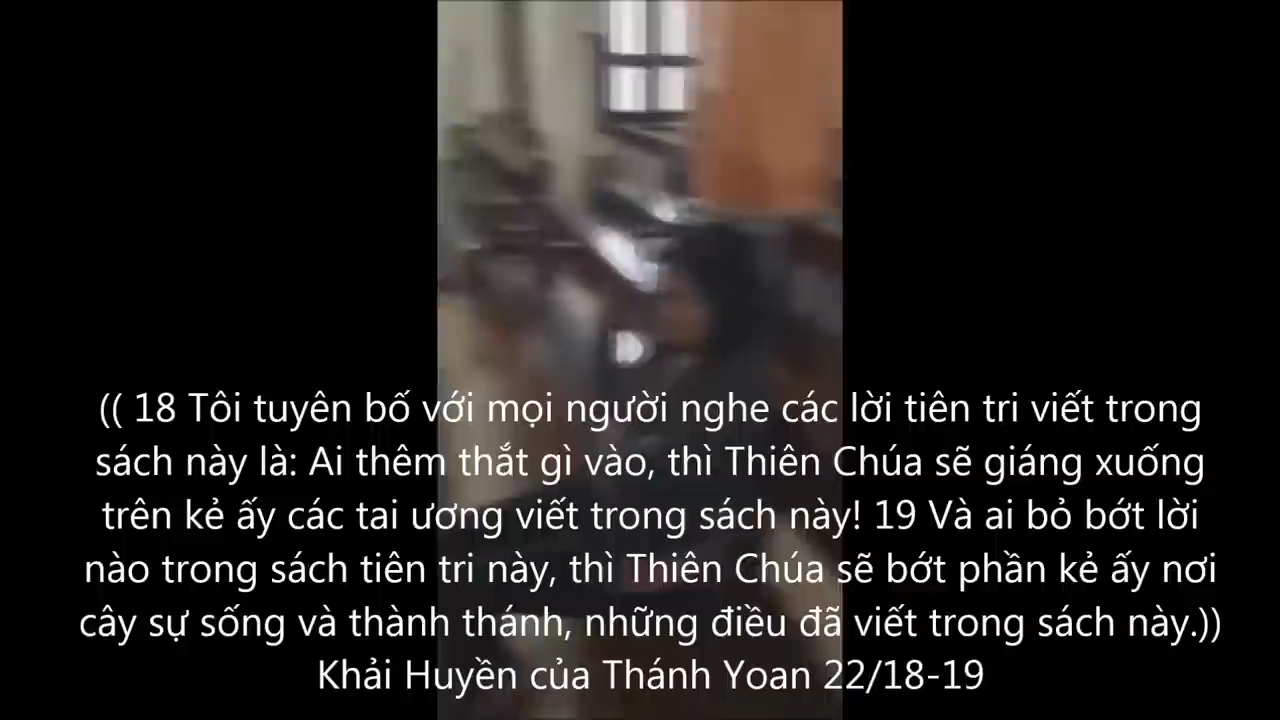 (( 18 Tôi tuyên bố với mọi người nghe các lời tiên tri viết trong
sách này là: Ai thêm thắt gì vào, thì Thiên Chúa sẽ giáng xuống
trên kẻ ấy các tai ương viết trong sách này! 19 Và ai bỏ bớt lời
nào trong sách tiên tri này, thì Thiên Chúa sẽ bớt phần kẻ ấy nơi
cây sự sống và thành thánh, những điều đã viết trong sách này.))
Khải Huyền của Thánh Yoan 22/18-19